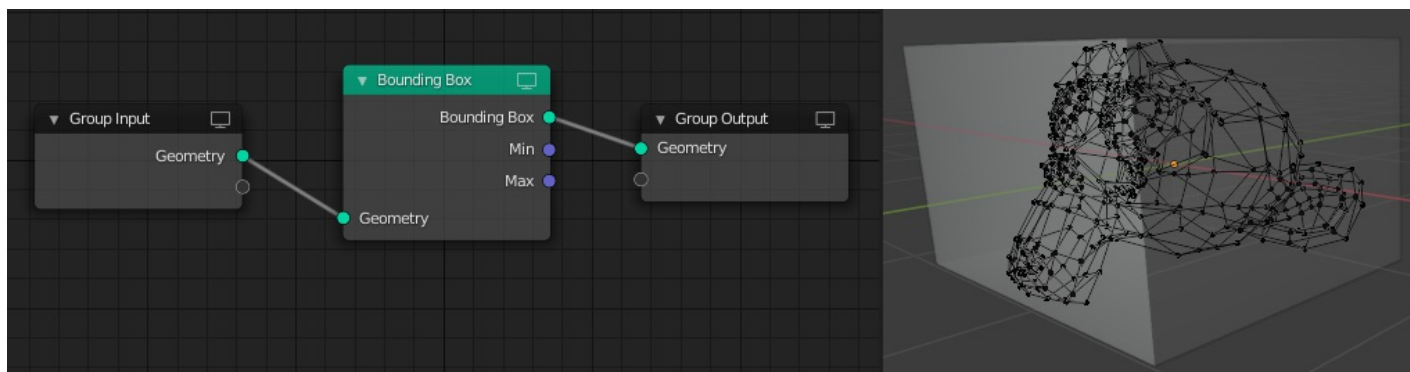 Group Input
Geometry
Bounding Box
Bounding Box
Min
Max
Geometry
Group Output
Geometry